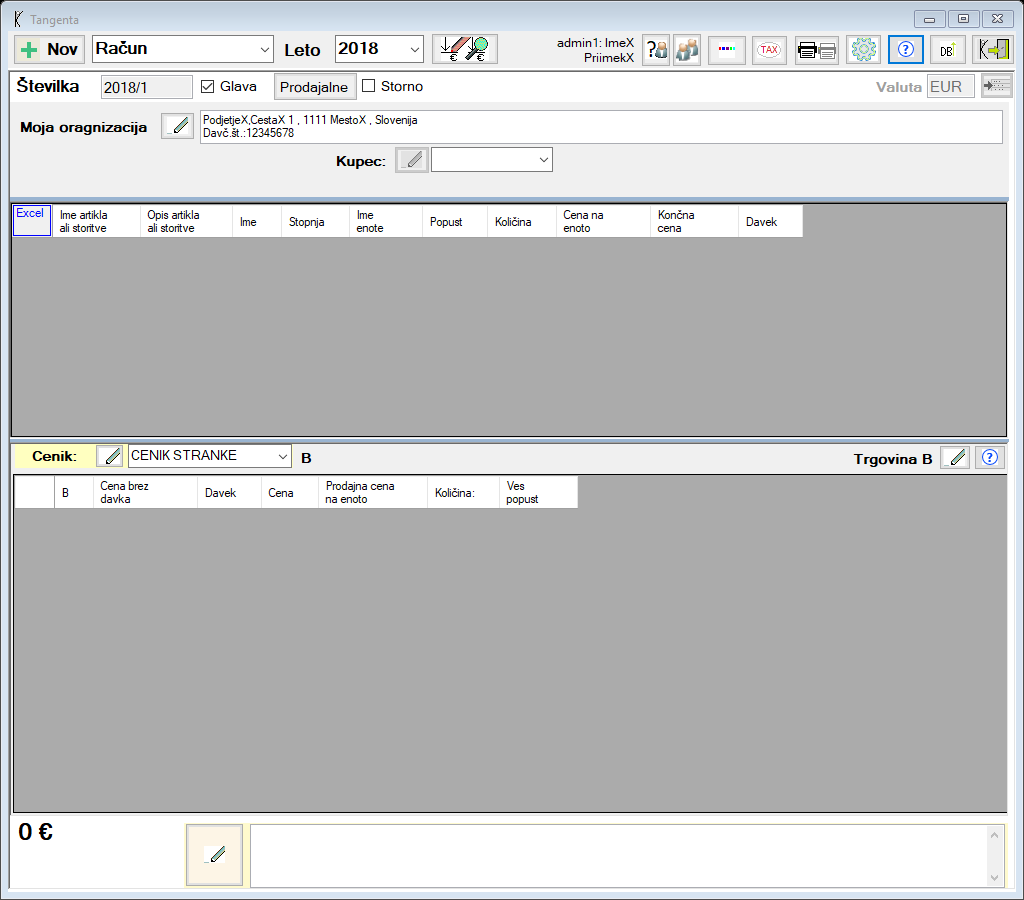 Tangenta
Nov Račun Leto 2018 € € admin1: ImeX ? TAX ? DB
PriimekX
Številka 2018/1 Glava Prodajalne Storno Valuta EUR
Moja oragnizacija PodjetjeX,CestaX 1 , 1111 MestoX , Slovenija
Davč.št.:12345678
Kupec:
Excel Ime artikla Opis artikla Ime Stopnja Ime Popust Količina Cena na Končna Davek
ali storitve ali storitve enote enoto cena
Cenik: CENIK STRANKE B Trgovina B ?
B Cena brez Davek Cena Prodajna cena Količina: Ves
davka na enoto popust
0 €